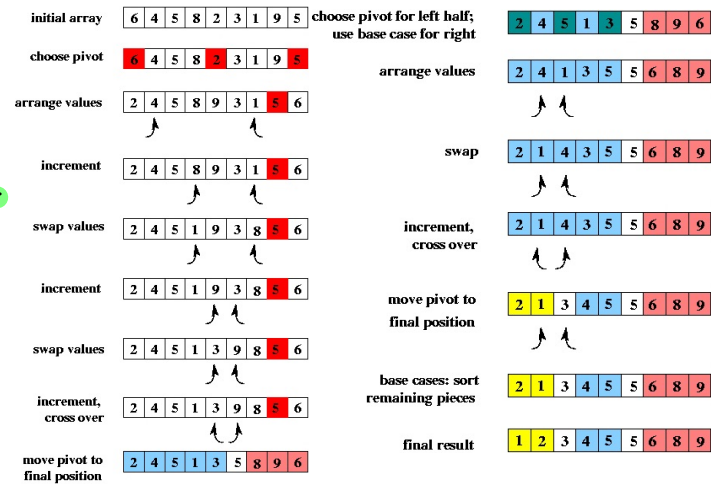 initial array 6 4 5 8 2 3 1 9 5
choose pivot 6 4 5 8 2 3 1 9 5
arrange values 2 4 5 8 9 3 1 5 6
increment 2 4 5 8 9 3 1 5 6
swap values 2 4 5 1 9 3 8 5 6
increment 2 4 5 1 9 3 8 5 6
swap values 2 4 5 1 3 9 8 5 6
increment,
cross over 2 4 5 1 3 9 8 5 6
move pivot to
final position 2 4 5 1 3 5 8 9 6
choose pivot for left half;
use base case for right 2 4 5 1 3 5 8 9 6
arrange values 2 4 1 3 5 5 6 8 9
swap 2 1 4 3 5 5 6 8 9
increment,
cross over 2 1 4 3 5 5 6 8 9
move pivot to
final position 2 1 3 4 5 5 6 8 9
base cases: sort
remaining pieces 2 1 3 4 5 5 6 8 9
final result 1 2 3 4 5 5 6 8 9